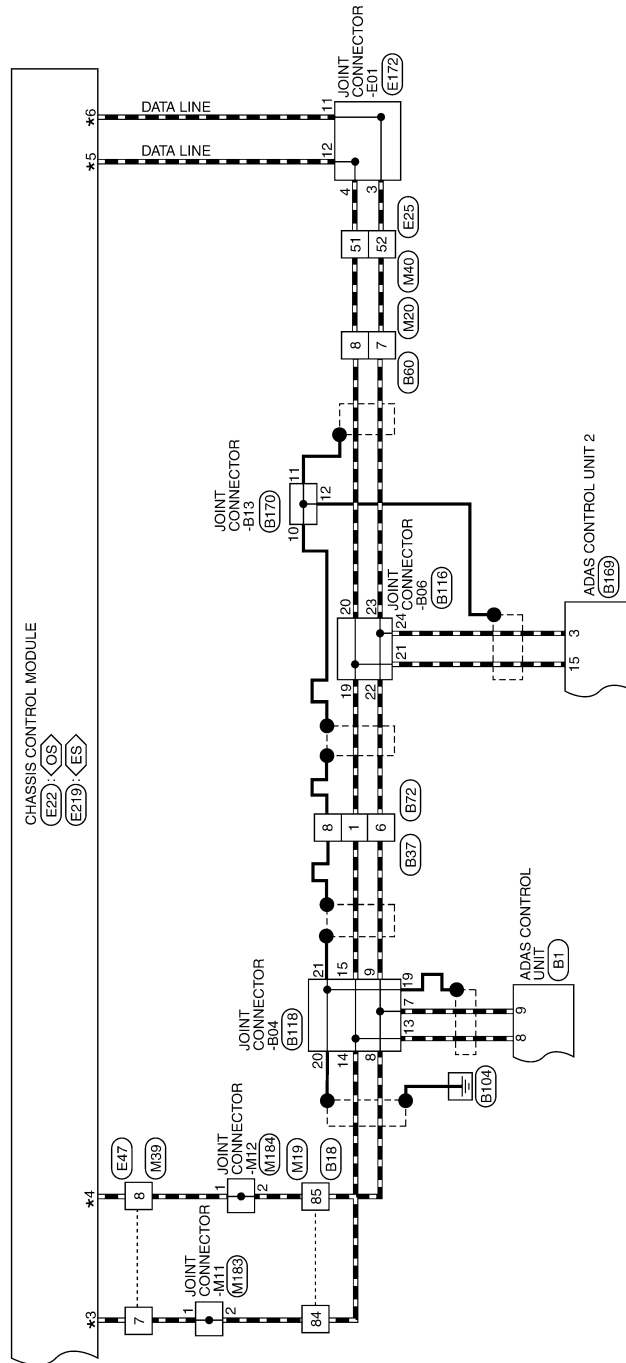 CHASSIS CONTROL MODULE
E22 : OS
E219 : ES
*3
*4
*5
*6
DATA LINE
DATA LINE
7
8
E47
M39
1
JOINT
CONNECTOR
-M11
M183
2
1
JOINT
CONNECTOR
-M12
M184
2
84
85
M19
B18
B104
JOINT
CONNECTOR
-B04
B118
20
14
8
21
15
9
19
7
13
8
9
ADAS CONTROL
UNIT
B1
8
1
6
B37
B72
19
22
20
23
24
21
JOINT
CONNECTOR
-B06
B116
15
3
ADAS CONTROL UNIT 2
B169
JOINT
CONNECTOR
-B13
B170
10
11
12
8
7
B60
M20
51
52
M40
E25
4
3
12
11
JOINT
CONNECTOR
-E01
E172